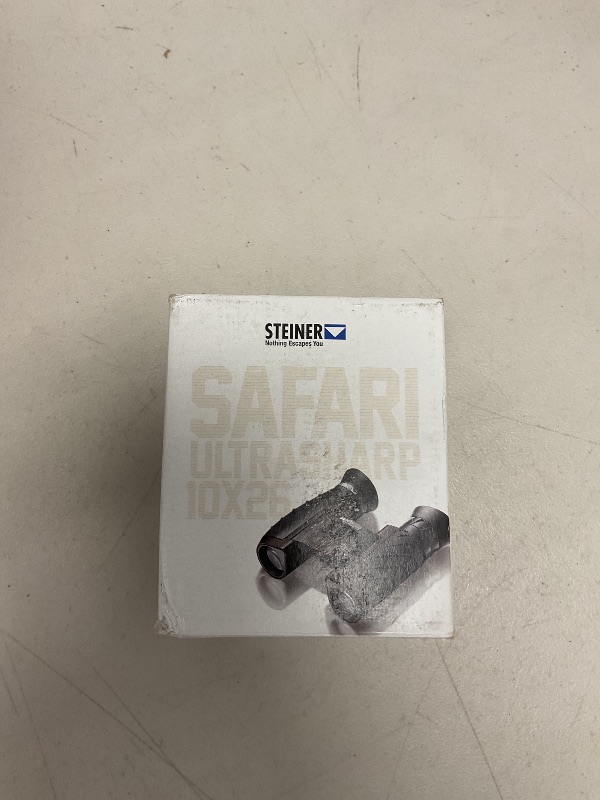 STEINER
Nothing Escapes You
SAFARI
ULTRASHARP
10X26